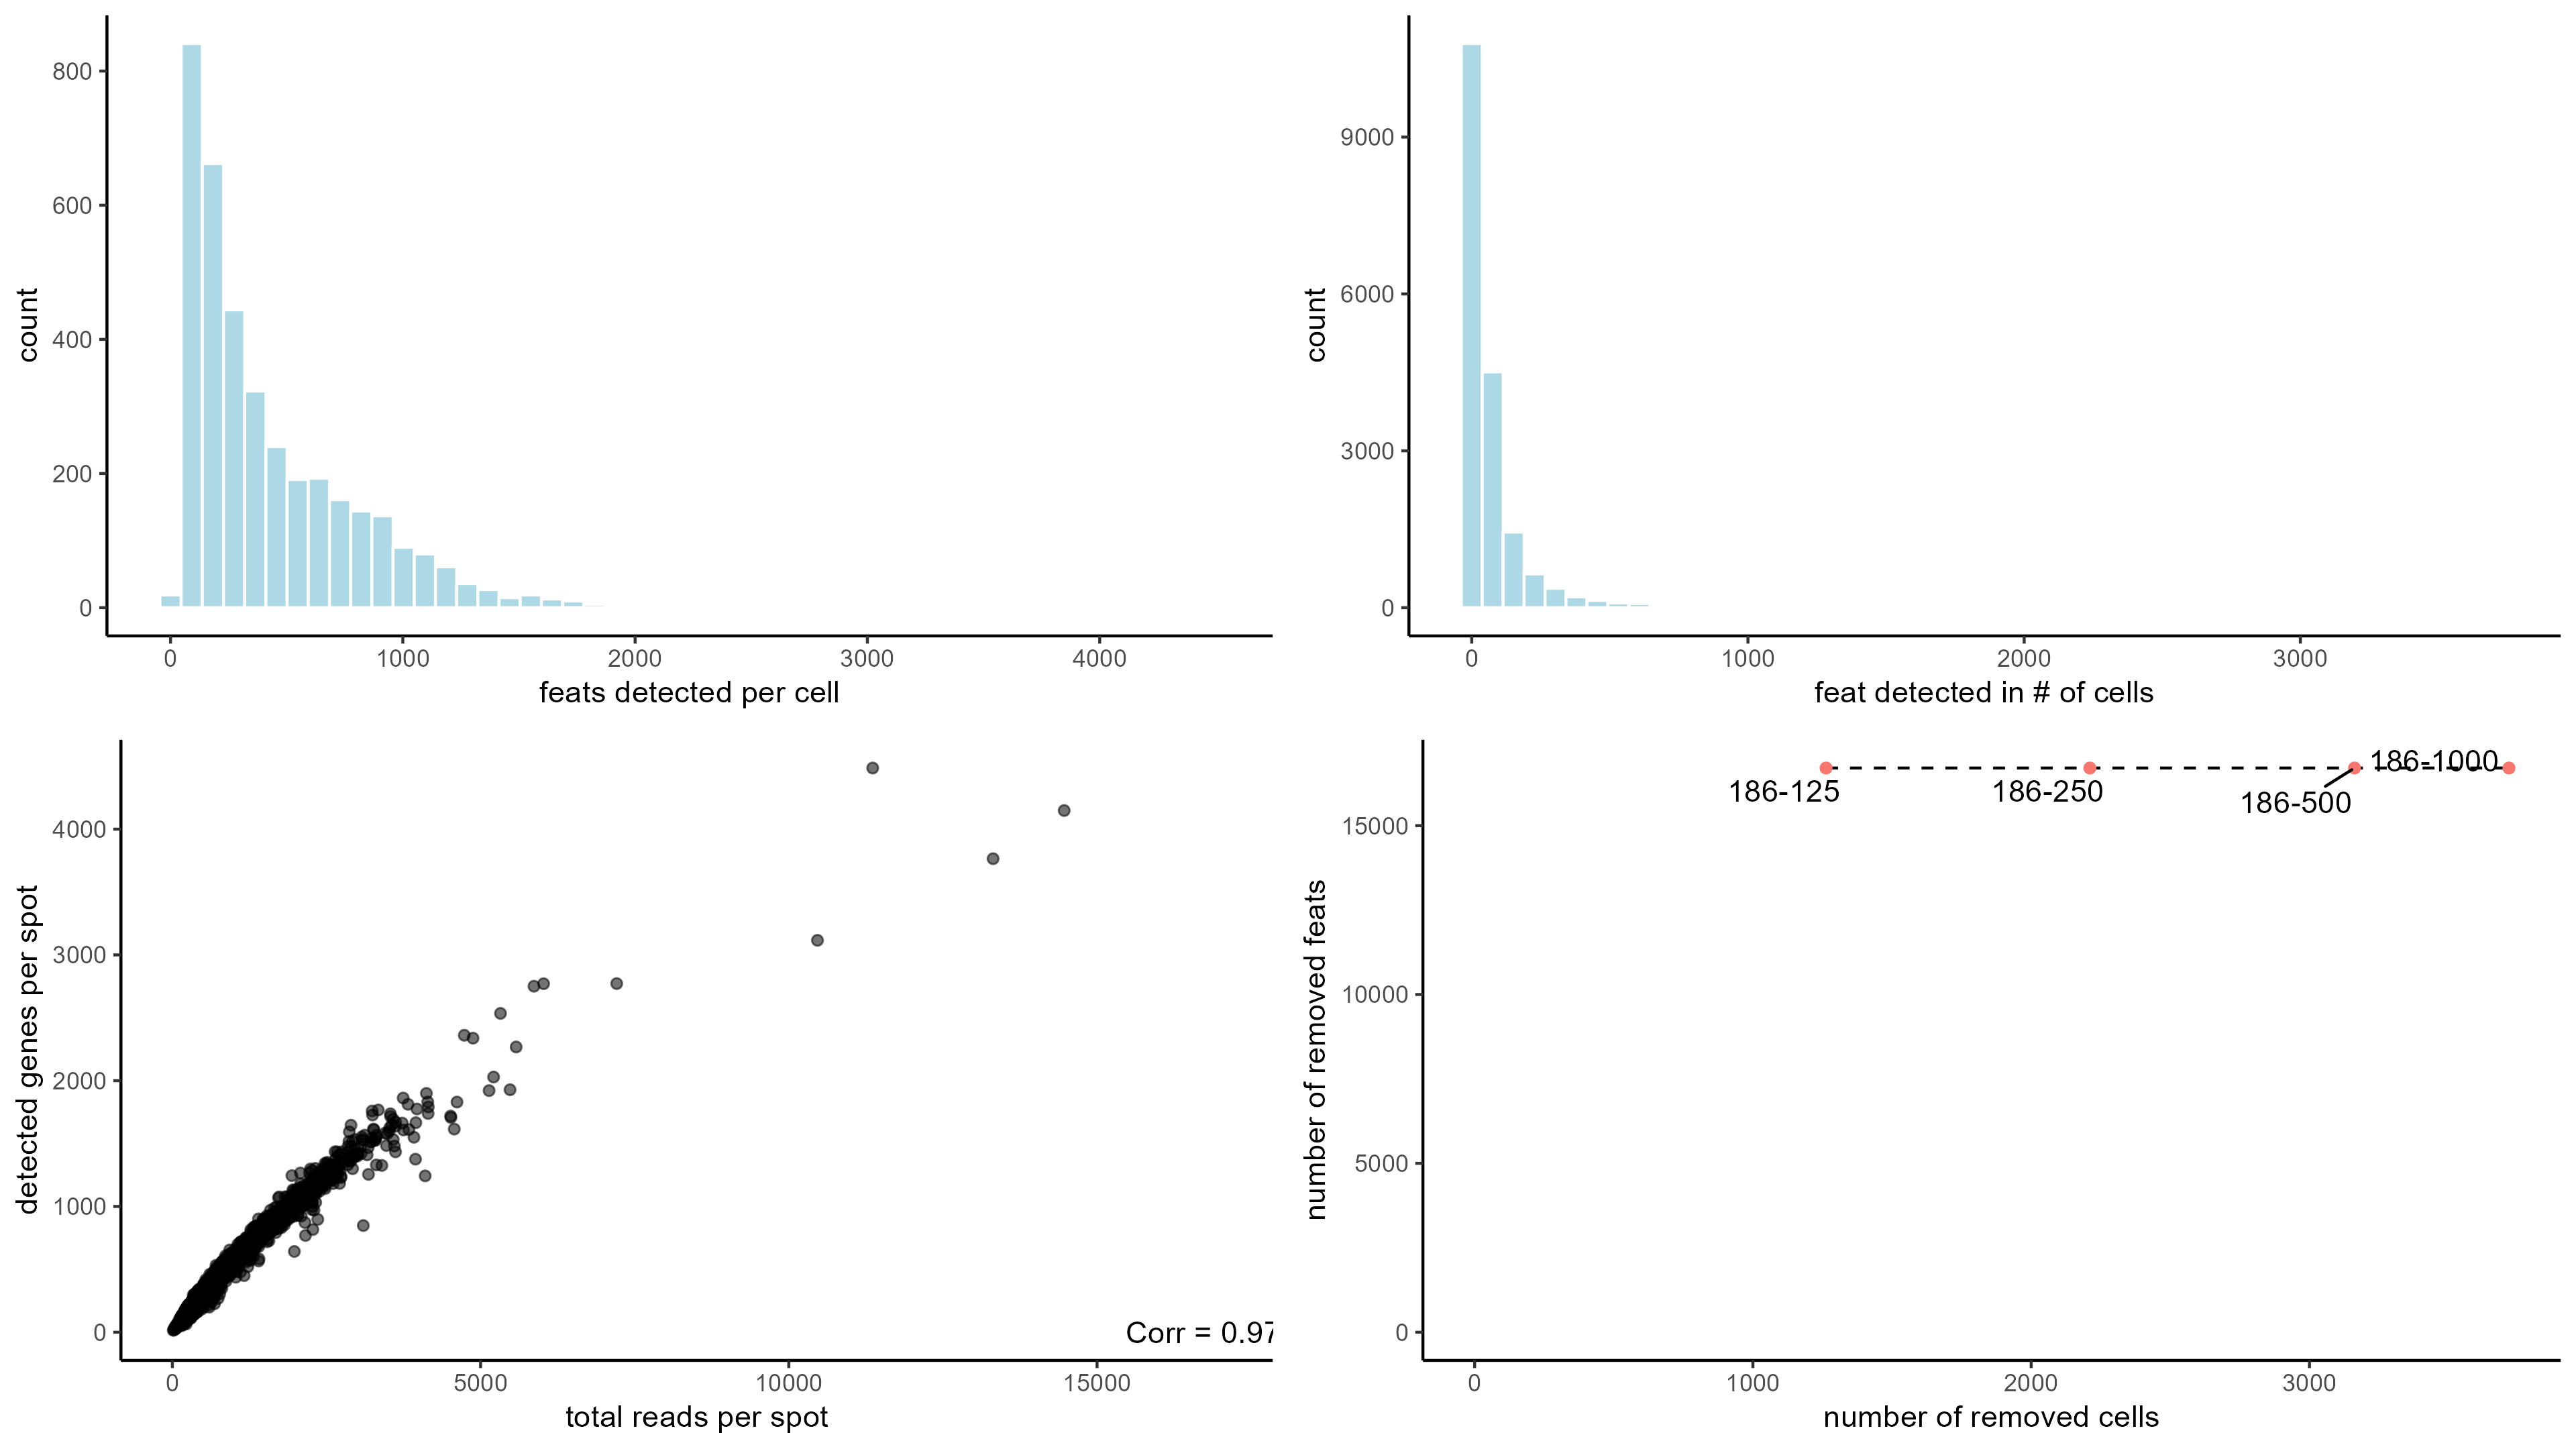 800
600
400
200
0
count
0 1000 2000 3000 4000
feats detected per cell
9000
6000
3000
0
count
0 1000 2000 3000
feat detected in # of cells
4000
3000
2000
1000
0
detected genes per spot
Corr = 0.97
0 5000 10000 15000
total reads per spot
15000
10000
5000
0
number of removed feats
186-1000
186-125 186-250 186-500
0 1000 2000 3000
number of removed cells